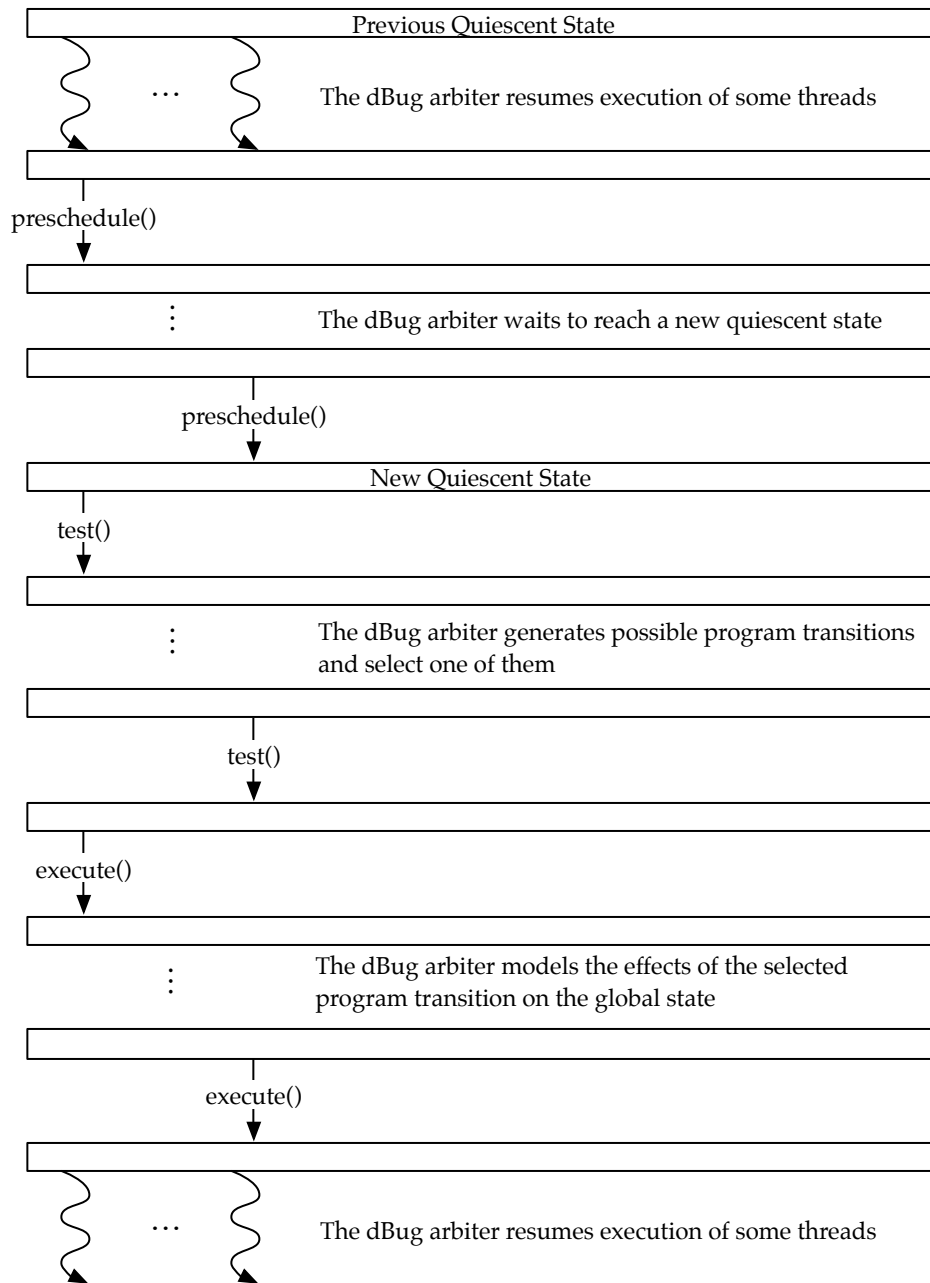 Previous Quiescent State
... ... The dBug arbiter resumes execution of some threads
preschedule()
The dBug arbiter waits to reach a new quiescent state
preschedule()
New Quiescent State
test()
The dBug arbiter generates possible program transitions
and select one of them
test()
execute()
The dBug arbiter models the effects of the selected
program transition on the global state
execute()
... The dBug arbiter resumes execution of some threads